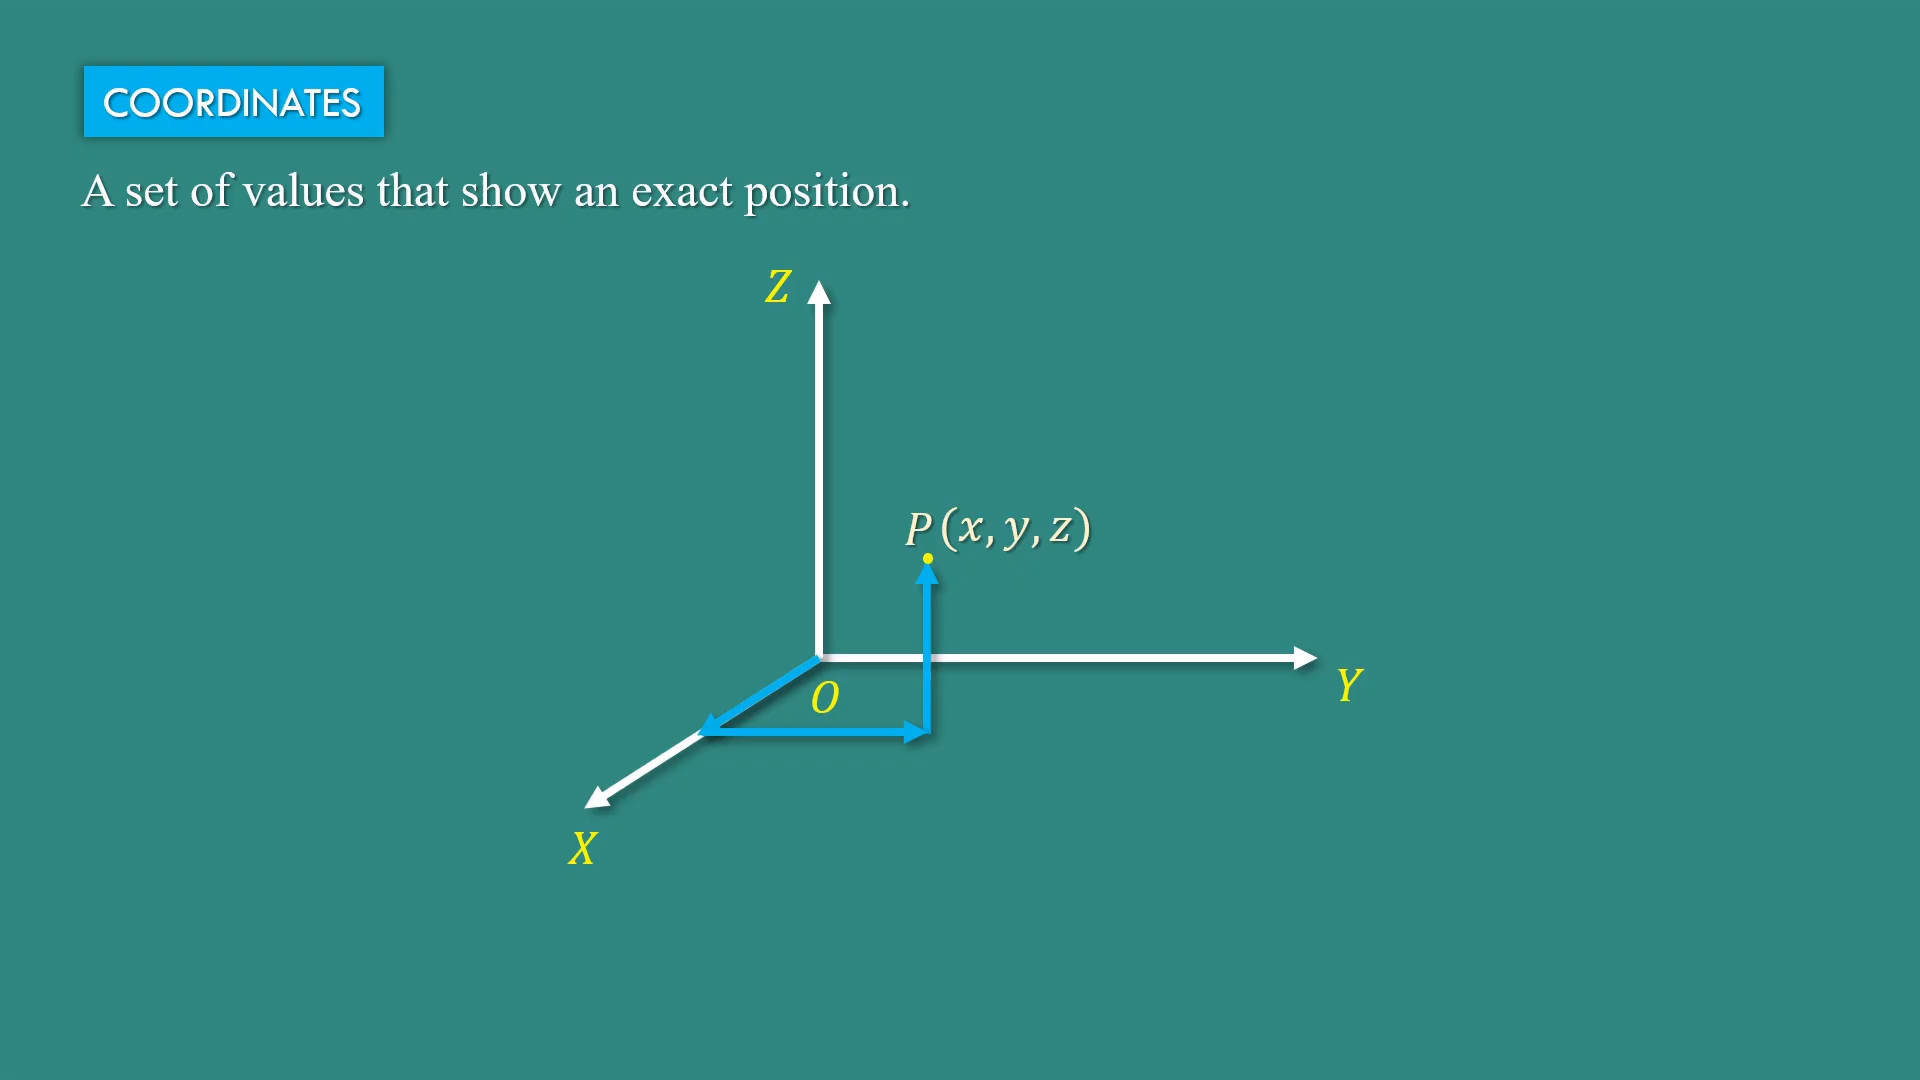 COORDINATES
A set of values that show an exact position.
Z
P (x, y, z)
O
Y
X